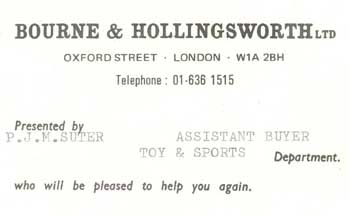 BOURNE & HOLLINGSWORTH LTD
OXFORD STREET · LONDON · W1A 2BH
Telephone : 01-636 1515
Presented by
P.J.M.SUTER ASSISTANT BUYER
TOY & SPORTS Department.
who will be pleased to help you again.